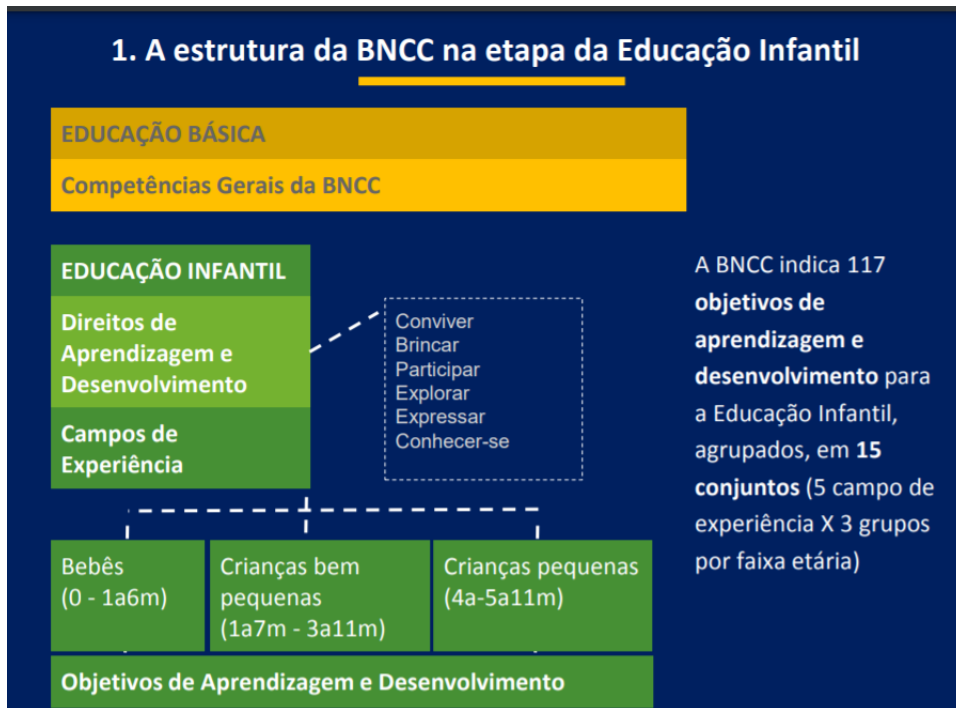 1. A estrutura da BNCC na etapa da Educação Infantil
EDUCAÇÃO BÁSICA
Competências Gerais da BNCC
EDUCAÇÃO INFANTIL
Direitos de
Aprendizagem e
Desenvolvimento
Campos de
Experiência
Conviver
Brincar
Participar
Explorar
Expressar
Conhecer-se
A BNCC indica 117
objetivos de
aprendizagem e
desenvolvimento para
a Educação Infantil,
agrupados, em 15
conjuntos (5 campo de
experiência X 3 grupos
por faixa etária)
Bebês
(0 - 1a6m)
Crianças bem
pequenas
(1a7m - 3a11m)
Crianças pequenas
(4a-5a11m)
Objetivos de Aprendizagem e Desenvolvimento